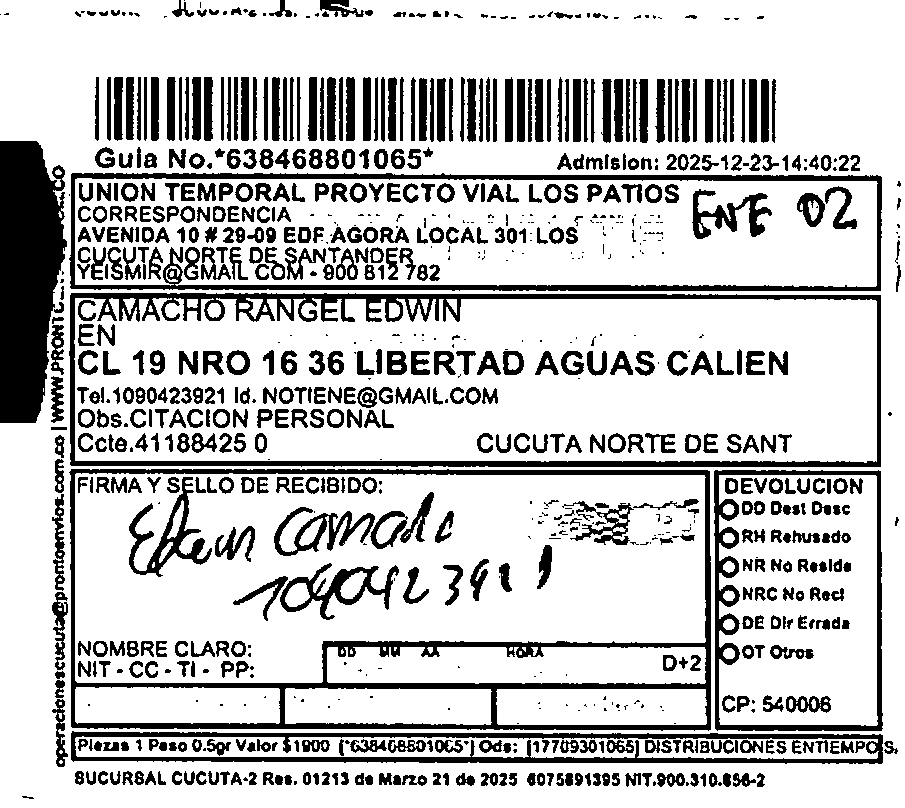 Guia No.*638468801065*
Admision: 2025-12-23-14:40:22
UNION TEMPORAL PROYECTO VIAL LOS PATIOS
ENE 02
CORRESPONDENCIA
AVENIDA 10 # 29-09 EDF AGORA LOCAL 301 LOS
CUCUTA NORTE DE SANTANDER
YEISMIR@GMAIL COM - 900 812 782
CAMACHO RANGEL EDWIN
EN
CL 19 NRO 16 36 LIBERTAD AGUAS CALIEN
Tel.1090423921 Id. NOTIENE@GMAIL.COM
Obs.CITACION PERSONAL
Ccte.41188425 0
CUCUTA NORTE DE SANT
FIRMA Y SELLO DE RECIBIDO:
Edwin Camacho
NOMBRE CLARO:
NIT - CC - TI - PP:
DD MM AA HORA
D+2
DEVOLUCION
DD Dest Desc
RH Rehusado
NR No Reside
NRC No Recl
DE Dir Errada
OT Otros
CP: 540006
Piezas 1 Peso 0.5gr Valor $1900 [*638468801065*] Ods: [17709301065] DISTRIBUCIONES ENTIEMPO S.
SUCURSAL CUCUTA-2 Res. 01213 de Marzo 21 de 2025 6075891395 NIT.900.310.856-2
operacionescucuta@prontoenvios.com.co | WWW.PRONTO